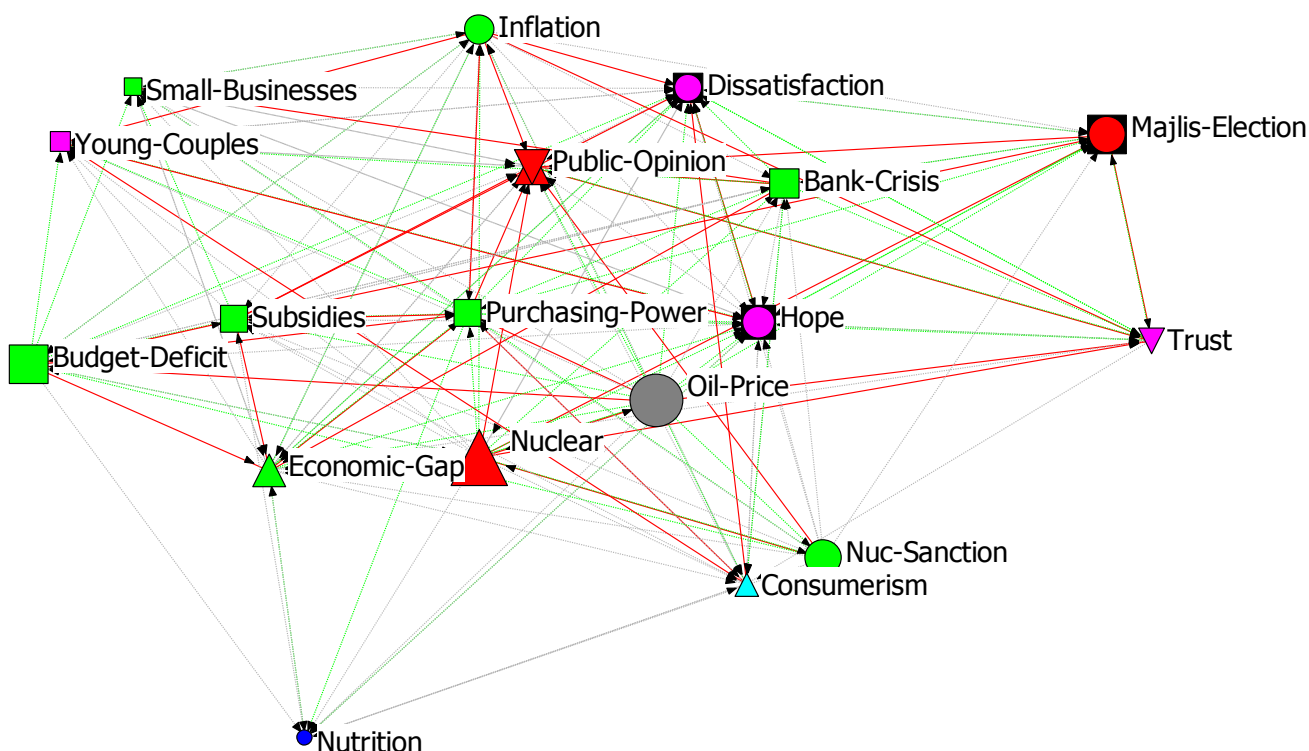 Inflation
Small-Businesses
Dissatisfaction
Majlis-Election
Young-Couples
Public-Opinion
Bank-Crisis
Subsidies
Purchasing-Power
Hope
Trust
Budget-Deficit
Oil-Price
Nuclear
Economic-Gap
Nuc-Sanction
Consumerism
Nutrition